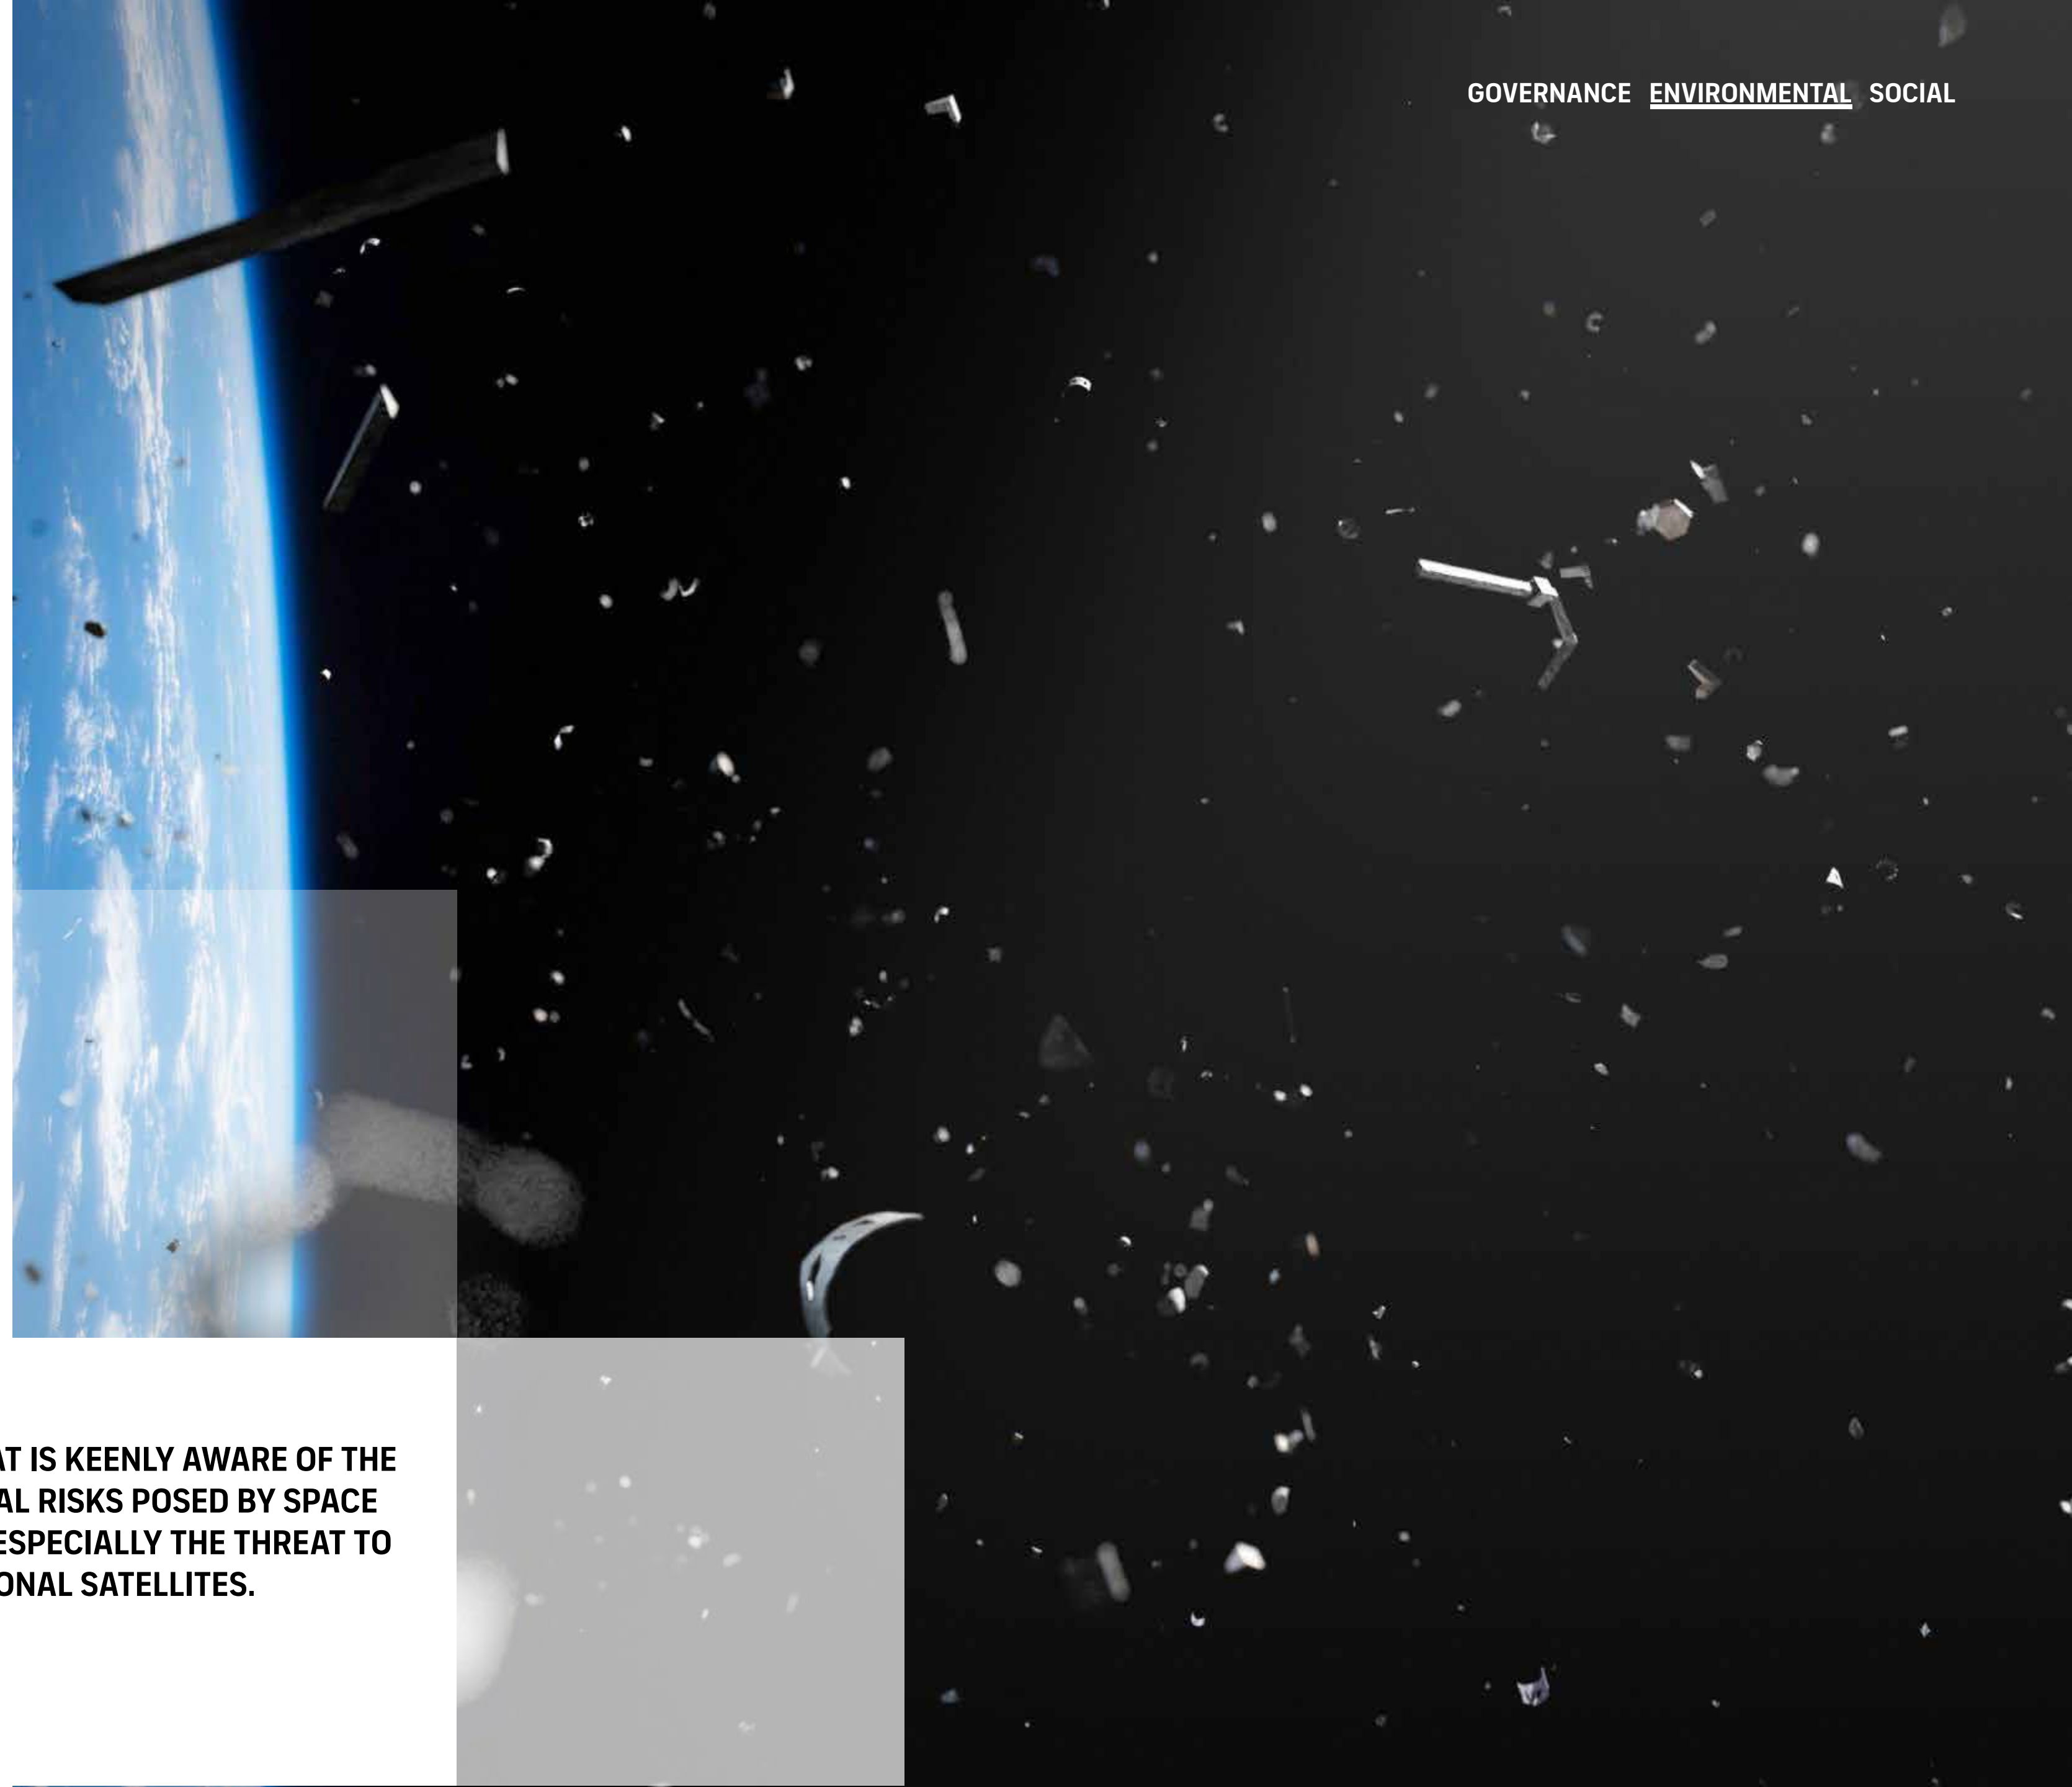 GOVERNANCE ENVIRONMENTAL SOCIAL
AT IS KEENLY AWARE OF THE
AL RISKS POSED BY SPACE
ESPECIALLY THE THREAT TO
ONAL SATELLITES.